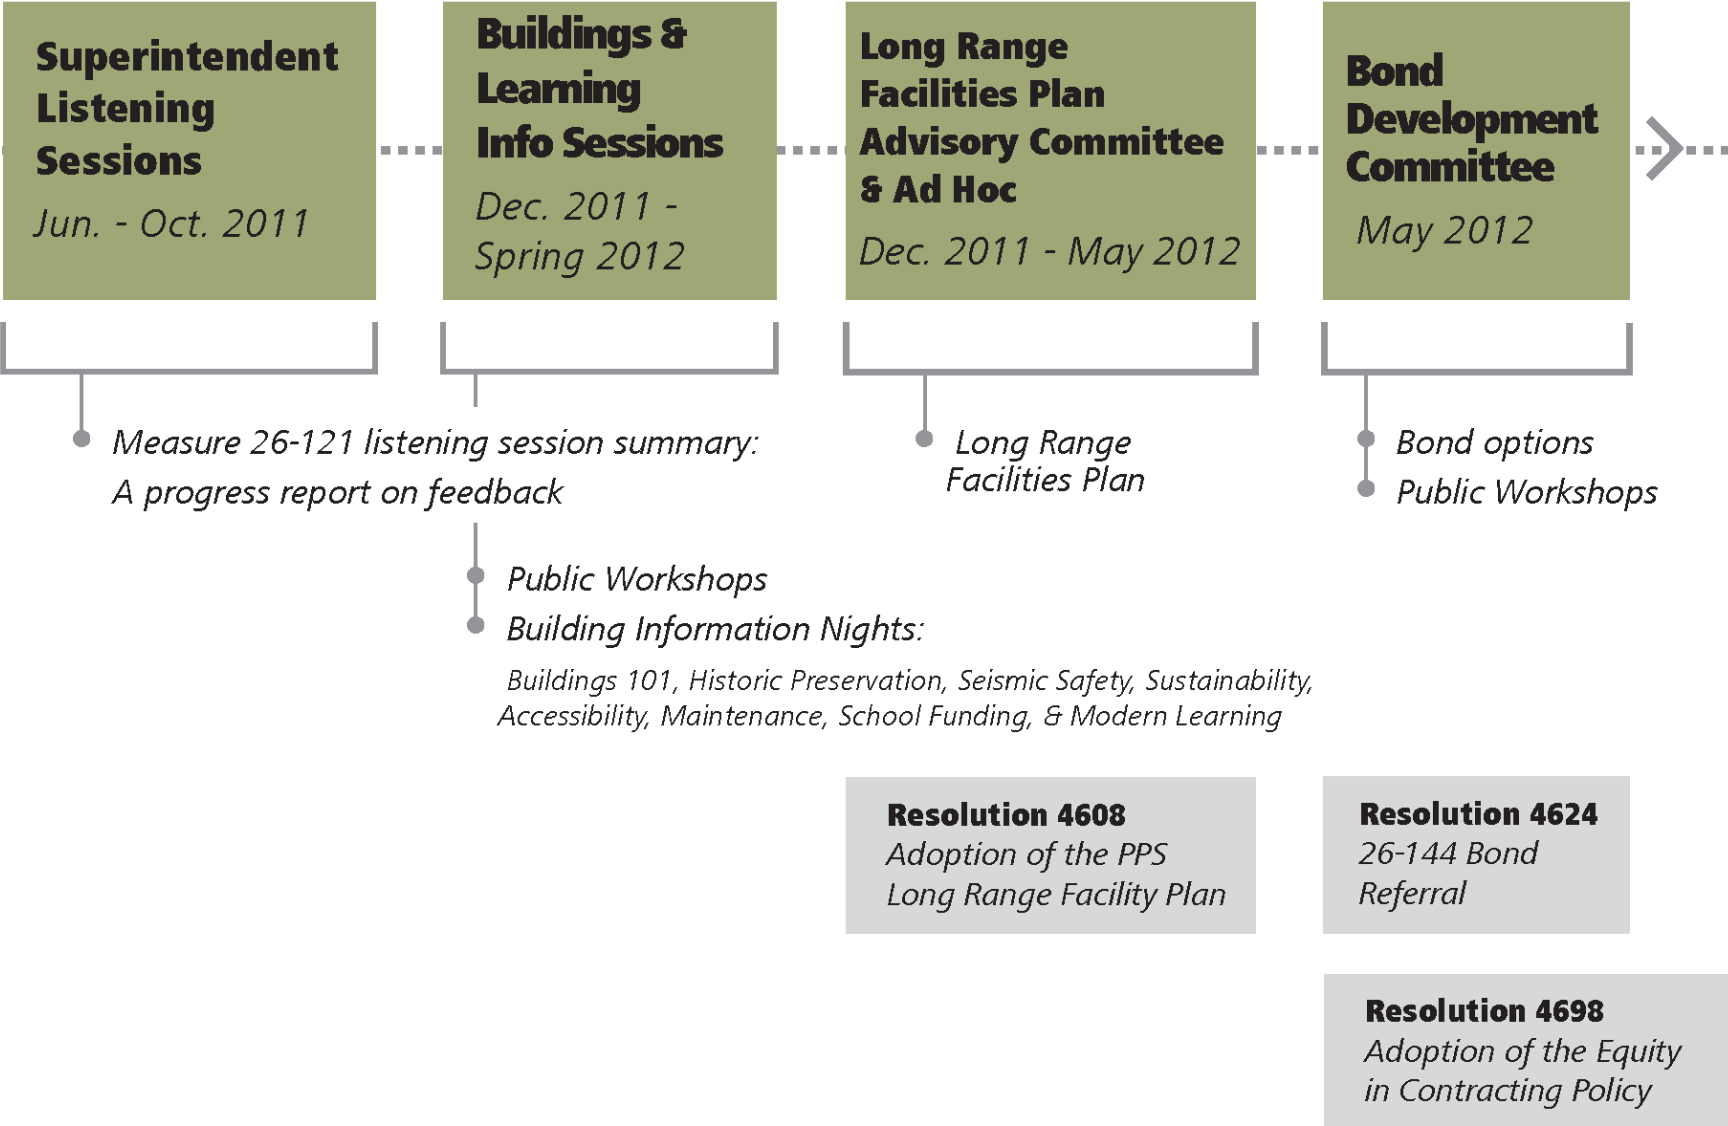 Superintendent
Listening
Sessions
Jun. - Oct. 2011
Buildings &
Learning
Info Sessions
Dec. 2011 -
Spring 2012
Long Range
Facilities Plan
Advisory Committee
& Ad Hoc
Dec. 2011 - May 2012
Bond
Development
Committee
May 2012
Measure 26-121 listening session summary:
A progress report on feedback
Public Workshops
Building Information Nights:
Buildings 101, Historic Preservation, Seismic Safety, Sustainability,
Accessibility, Maintenance, School Funding, & Modern Learning
Long Range
Facilities Plan
Bond options
Public Workshops
Resolution 4608
Adoption of the PPS
Long Range Facility Plan
Resolution 4624
26-144 Bond
Referral
Resolution 4698
Adoption of the Equity
in Contracting Policy